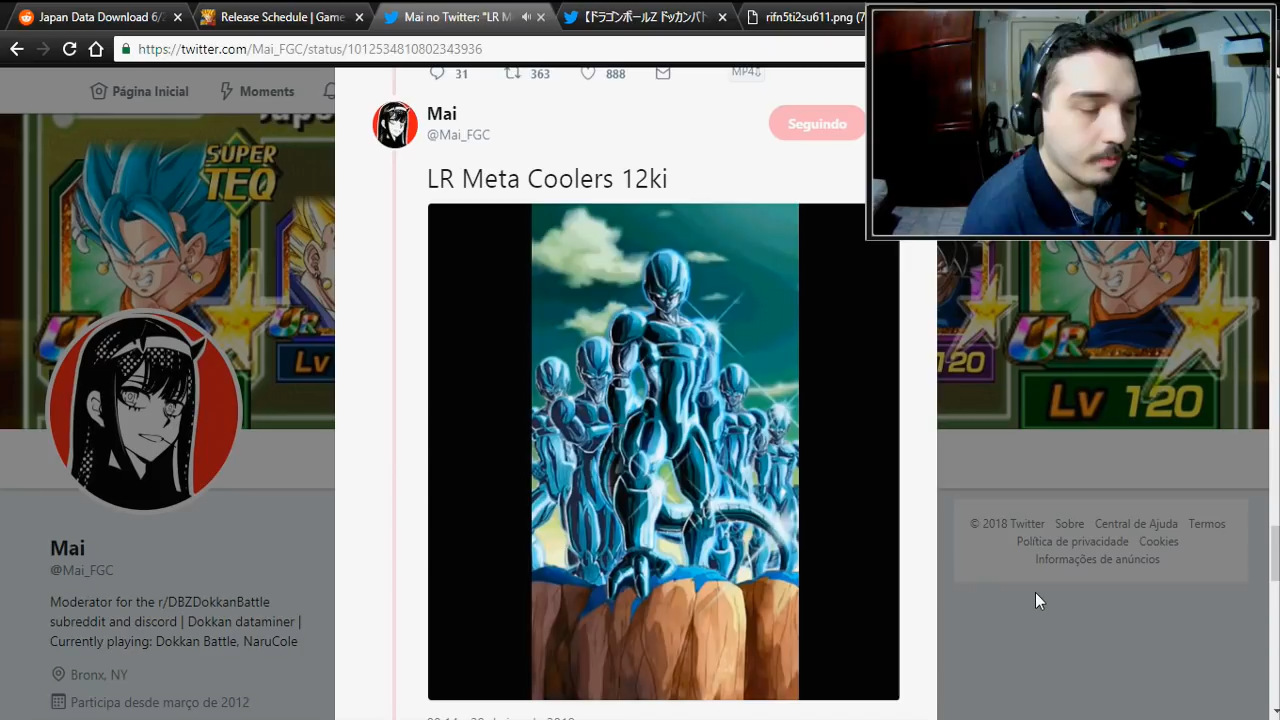 Japan Data Download 6/2
Release Schedule | Game
Mai no Twitter: "LR M
【ドラゴンボールZ ドッカンバト
rifn5ti2su611.png (7
https://twitter.com/Mai_FGC/status/1012534810802343936
Página Inicial
Moments
31
363
888
MP4
Mai
@Mai_FGC
Seguindo
LR Meta Coolers 12ki
SUPER
TEQ
UR
Lv
120
UR
Lv 120
Mai
@Mai_FGC
Moderator for the r/DBZDokkanBattle
subreddit and discord | Dokkan dataminer |
Currently playing: Dokkan Battle, NaruCole
Bronx, NY
Participa desde março de 2012
© 2018 Twitter Sobre Central de Ajuda Termos
Política de privacidade Cookies
Informações de anúncios